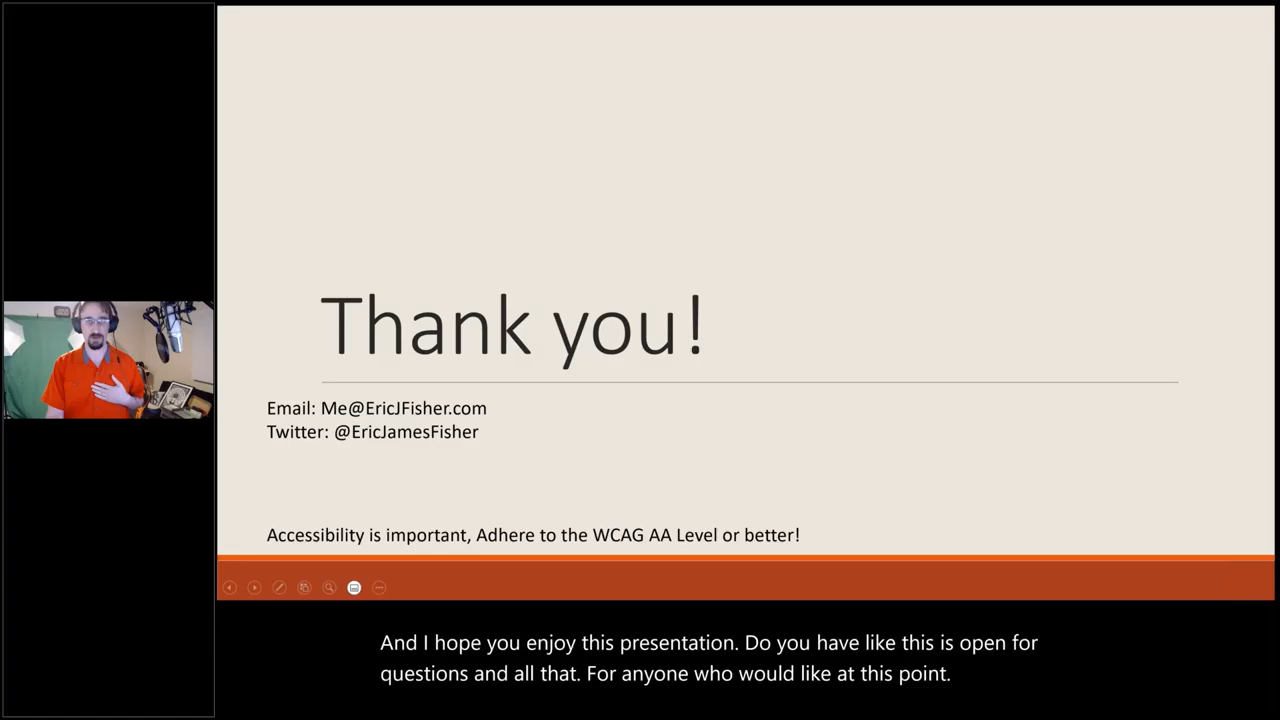 Thank you!
Email: Me@EricJFisher.com
Twitter: @EricJamesFisher
Accessibility is important, Adhere to the WCAG AA Level or better!
And I hope you enjoy this presentation. Do you have like this is open for
questions and all that. For anyone who would like at this point.